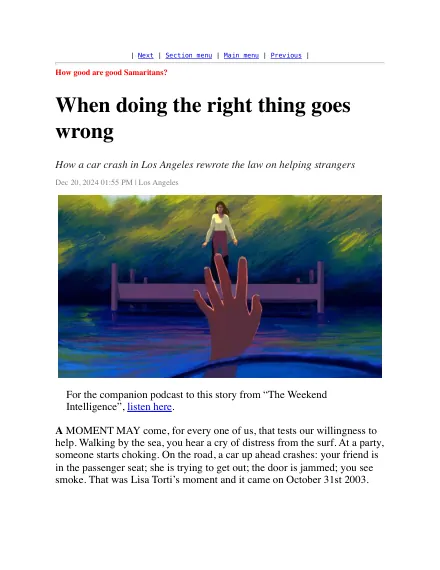 | Next | Section menu | Main menu | Previous |
How good are good Samaritans?
When doing the right thing goes
wrong
How a car crash in Los Angeles rewrote the law on helping strangers
Dec 20, 2024 01:55 PM | Los Angeles
For the companion podcast to this story from “The Weekend
Intelligence”, listen here.
A MOMENT MAY come, for every one of us, that tests our willingness to
help. Walking by the sea, you hear a cry of distress from the surf. At a party,
someone starts choking. On the road, a car up ahead crashes: your friend is
in the passenger seat; she is trying to get out; the door is jammed; you see
smoke. That was Lisa Torti’s moment and it came on October 31st 2003.